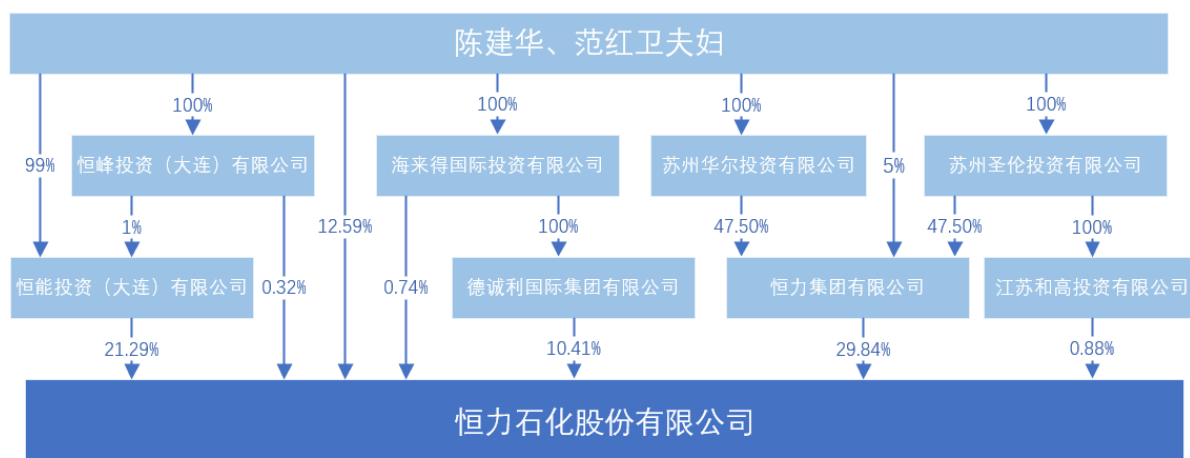 陈建华、范红卫夫妇
100%
100%
100%
100%
99%
恒峰投资（大连）有限公司
海来得国际投资有限公司
苏州华尔投资有限公司
5%
苏州圣伦投资有限公司
1%
12.59%
100%
47.50%
47.50%
100%
恒能投资（大连）有限公司
0.32%
0.74%
德诚利国际集团有限公司
恒力集团有限公司
江苏和高投资有限公司
21.29%
10.41%
29.84%
0.88%
恒力石化股份有限公司